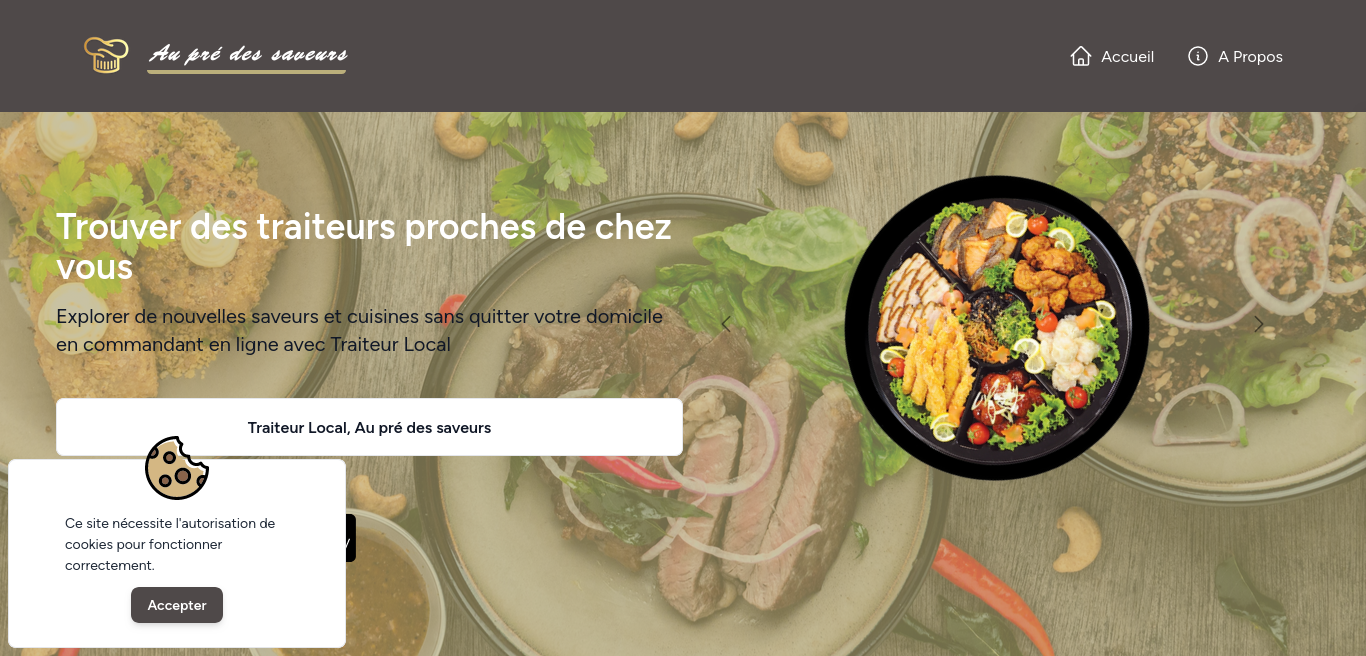 Au pré des saveurs
Accueil
A Propos
Trouver des traiteurs proches de chez
vous
Explorer de nouvelles saveurs et cuisines sans quitter votre domicile
en commandant en ligne avec Traiteur Local
Traiteur Local, Au pré des saveurs
Ce site nécessite l'autorisation de
cookies pour fonctionner
correctement.
Accepter